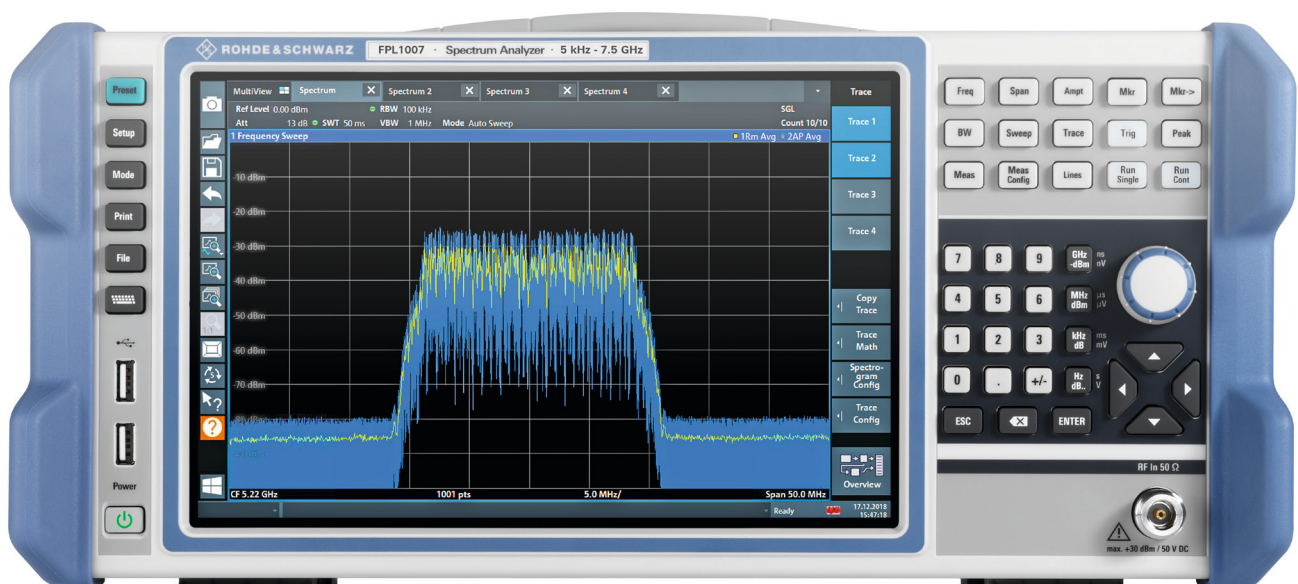 ROHDE&SCHWARZ FPL1007 · Spectrum Analyzer · 5 kHz - 7.5 GHz
Preset
Setup
Mode
Print
File
Power
MultiView Spectrum X Spectrum 2 X Spectrum 3 X Spectrum 4 X Trace
Ref Level 0.00 dBm RBW 100 kHz SGL
Att 13 dB SWT 50 ms VBW 1 MHz Mode Auto Sweep Count 10/10
1 Frequency Sweep 1Rm Avg 2AP Avg
-10 dBm
-20 dBm
-30 dBm
-40 dBm
-50 dBm
-60 dBm
-70 dBm
-80 dBm
CF 5.22 GHz 1001 pts 5.0 MHz/ Span 50.0 MHz
Ready 17.12.2018
15:47:18
Trace 1
Trace 2
Trace 3
Trace 4
Copy
Trace
Trace
Math
Spectro-
gram
Config
Trace
Config
Overview
Freq Span Ampt Mkr Mkr->
BW Sweep Trace Trig Peak
Meas Meas Config Lines Run Single Run Cont
7 8 9 GHz -dBm ns nV
4 5 6 MHz dBm µs µV
1 2 3 kHz dB ms mV
0 . +/- Hz dB.. s V
ESC ENTER
RF In 50 Ω
max. +30 dBm / 50 V DC